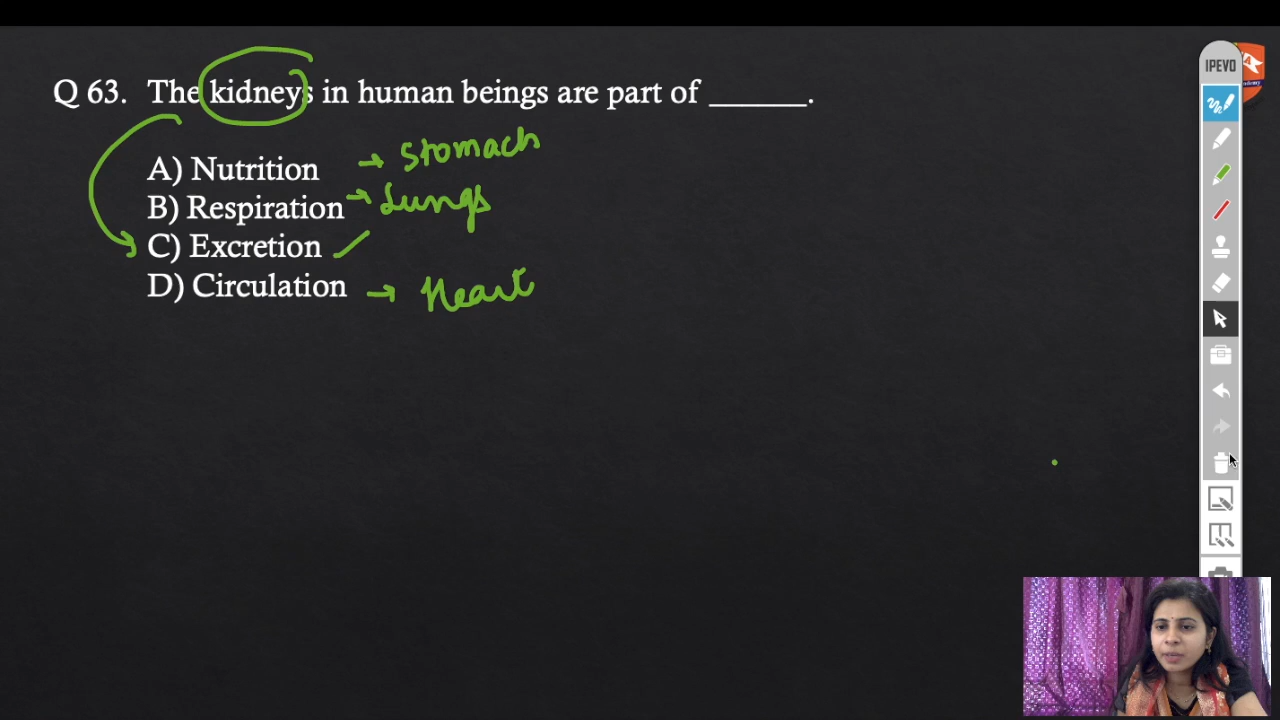 IPEVO
Q 63. The kidneys in human beings are part of _______.
A) Nutrition → Stomach
B) Respiration → Lungs
C) Excretion ✓
D) Circulation → Heart